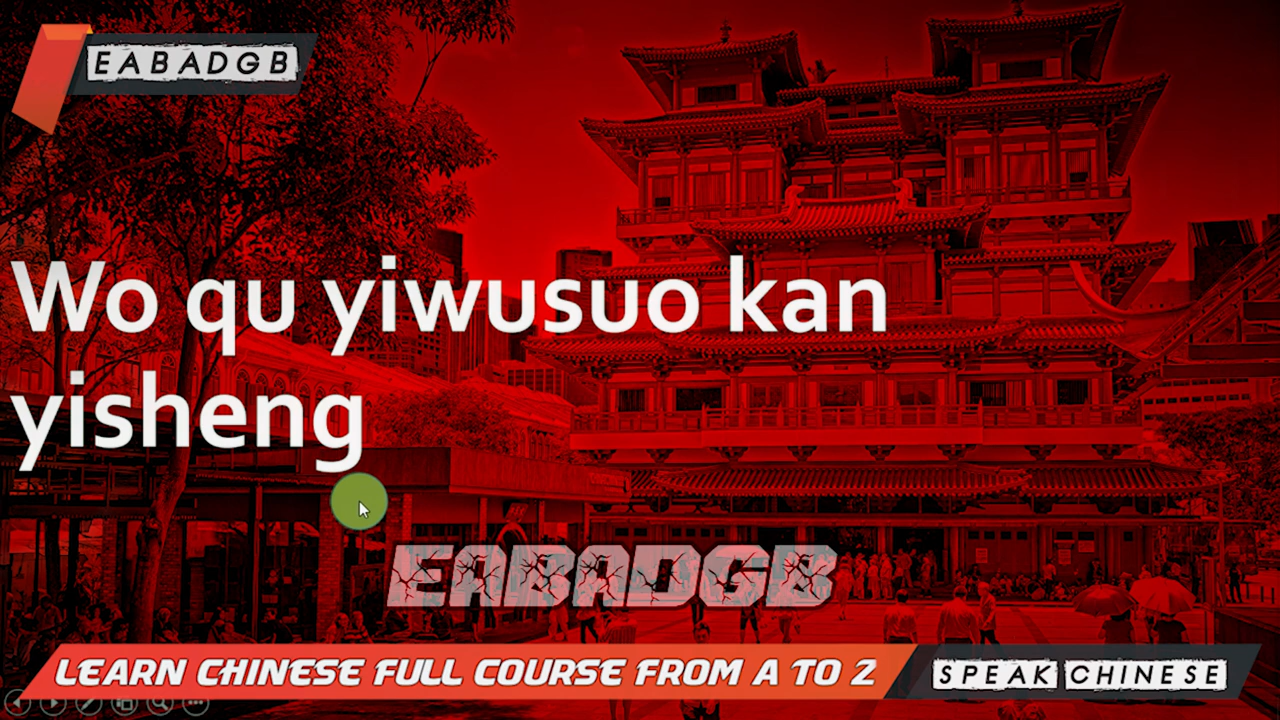 EABADGB
Wo qu yiwusuo kan
yisheng
EABADGB
LEARN CHINESE FULL COURSE FROM A TO Z
SPEAK CHINESE